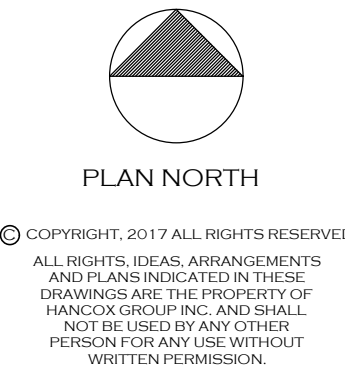 PLAN NORTH
© COPYRIGHT, 2017 ALL RIGHTS RESERVED
ALL RIGHTS, IDEAS, ARRANGEMENTS
AND PLANS INDICATED IN THESE
DRAWINGS ARE THE PROPERTY OF
HANCOX GROUP INC. AND SHALL
NOT BE USED BY ANY OTHER
PERSON FOR ANY USE WITHOUT
WRITTEN PERMISSION.